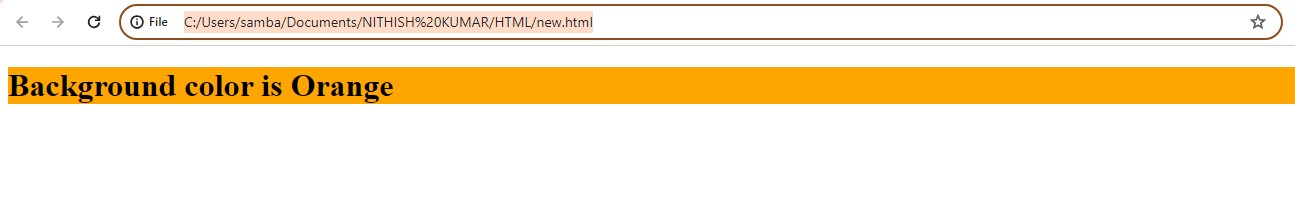 File C:/Users/samba/Documents/NITHISH%20KUMAR/HTML/new.html
Background color is Orange